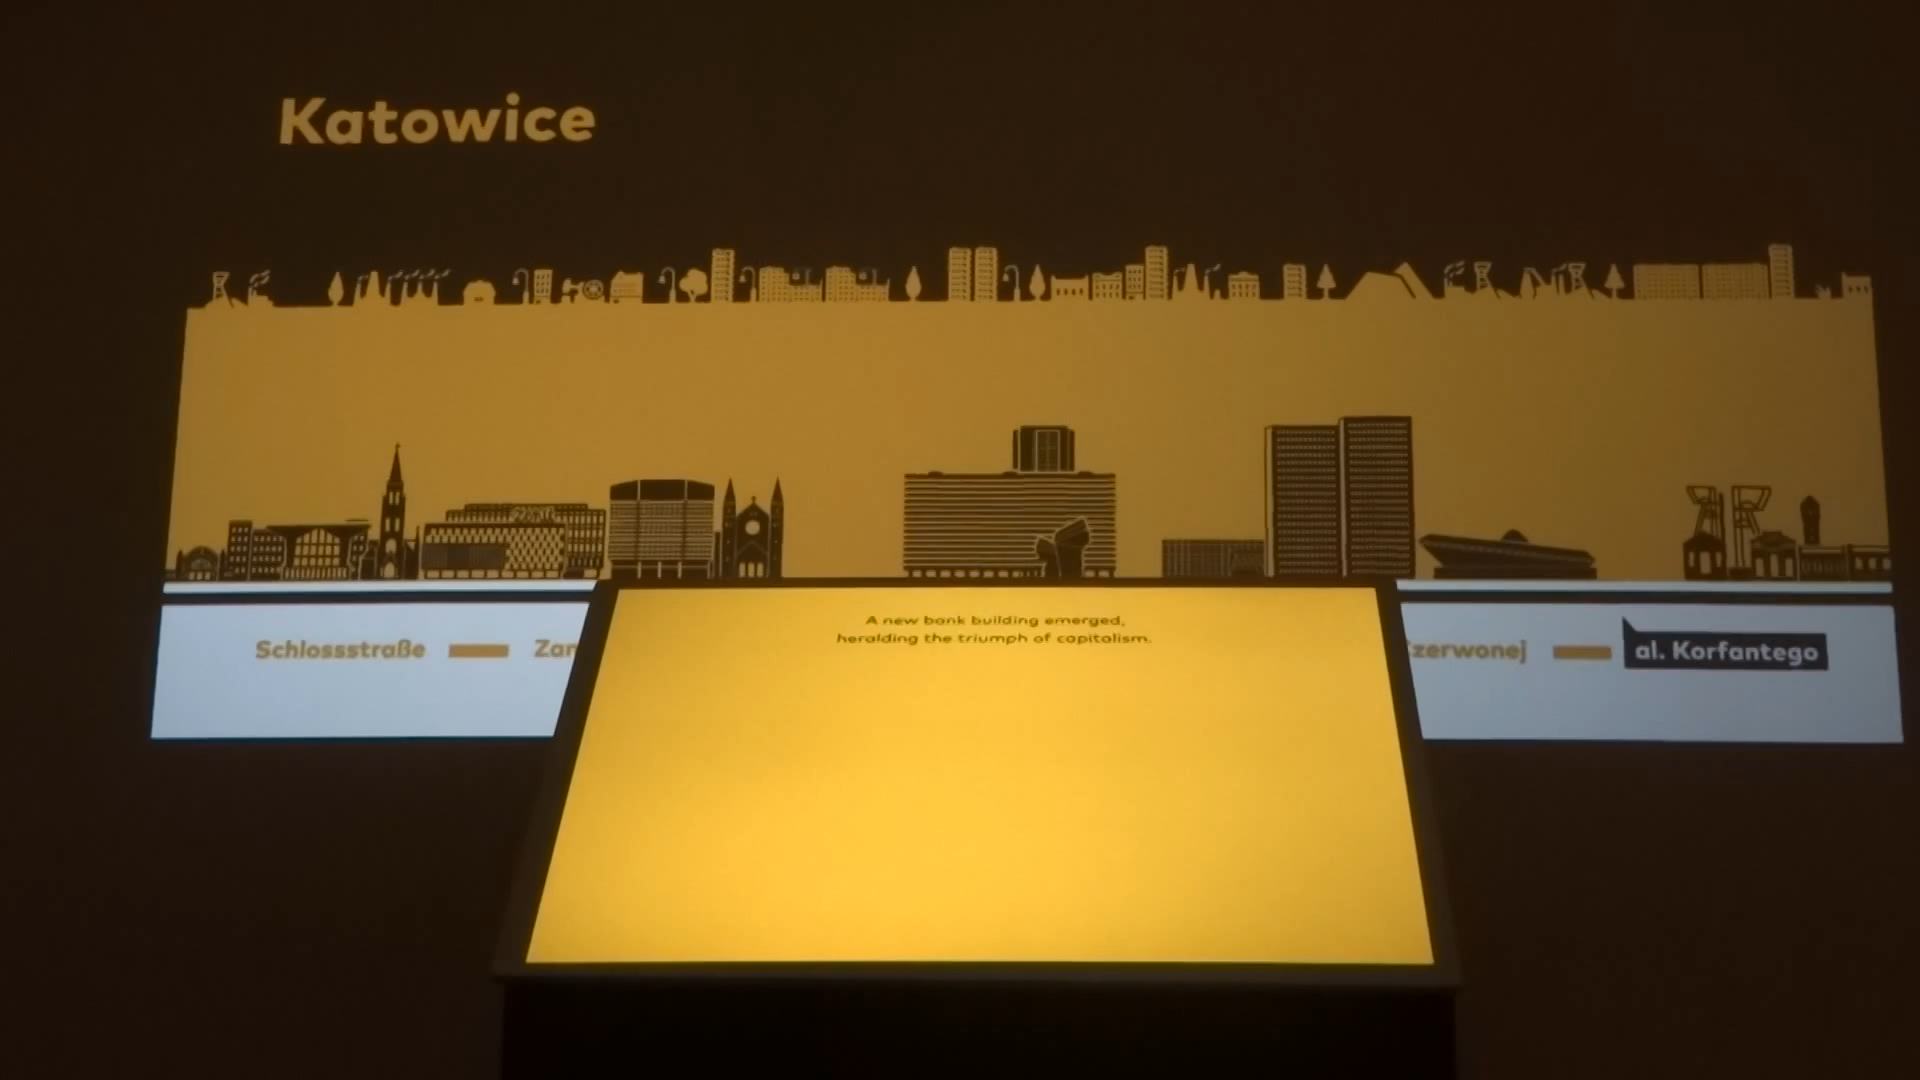 Katowice
A new bank building emerged,
heralding the triumph of capitalism.
Schlossstraße
al. Korfantego